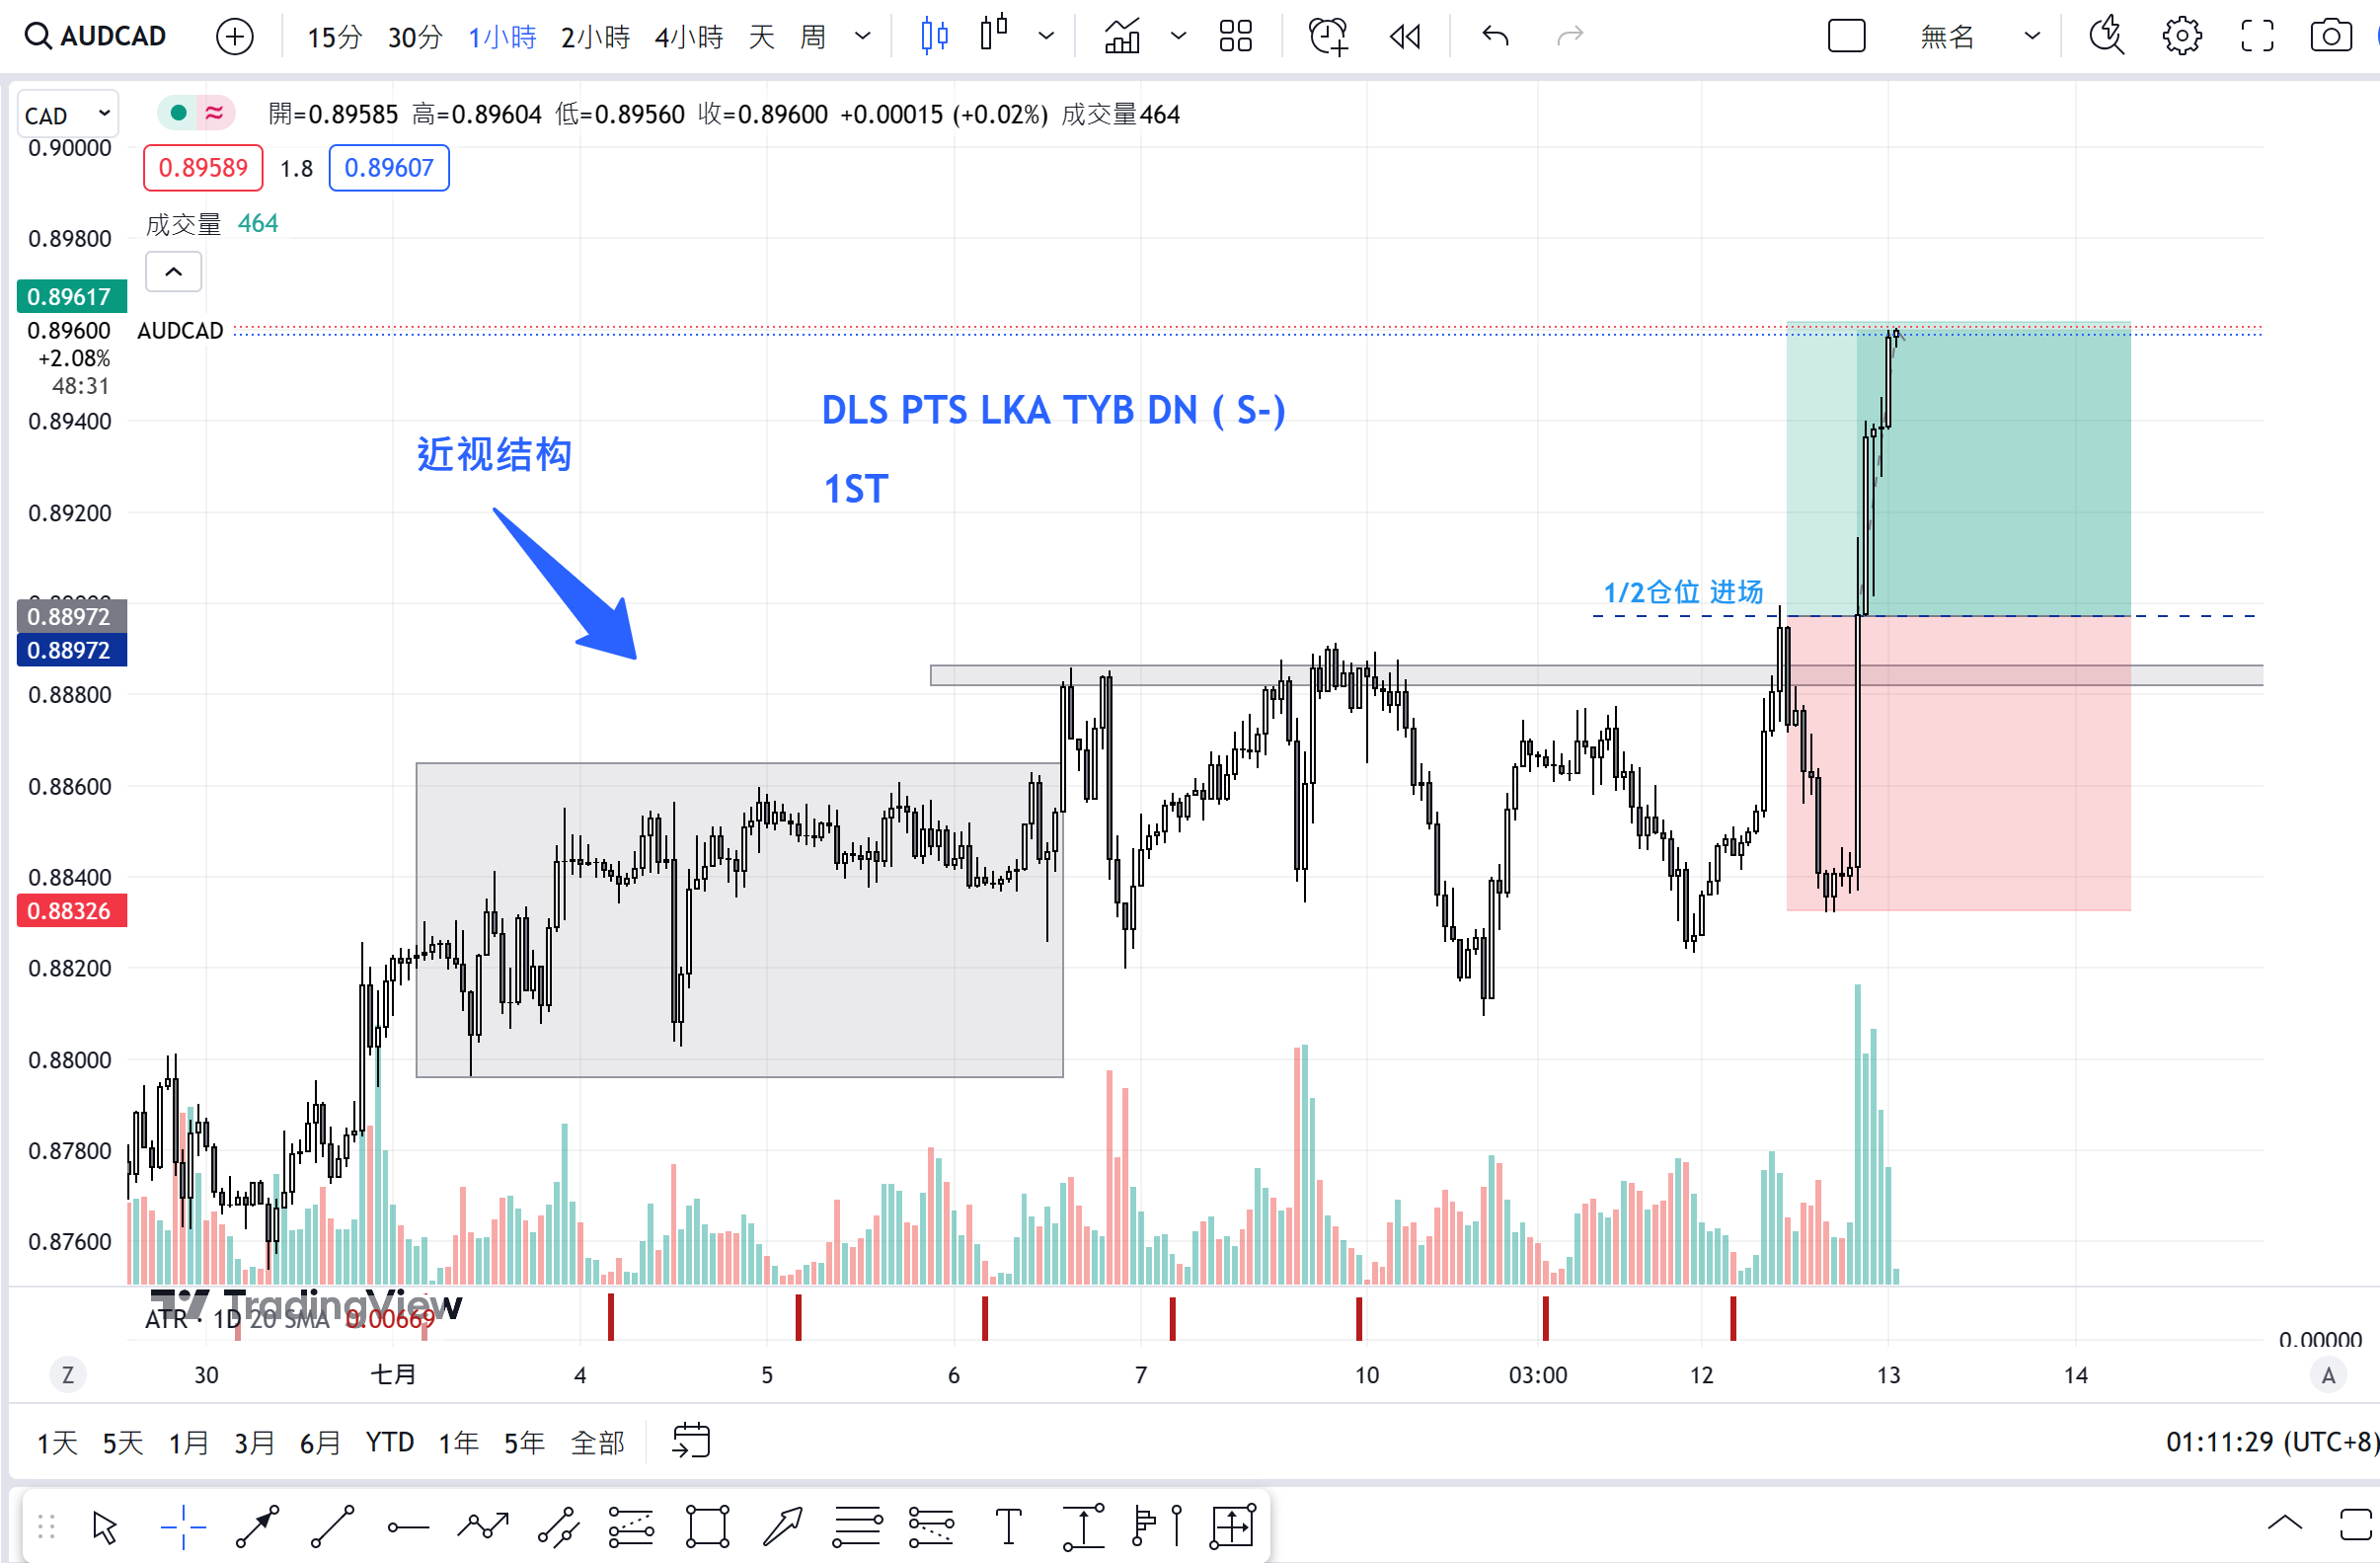 AUDCAD 15分 30分 1小時 2小時 4小時 天 周 無名
CAD 開=0.89585 高=0.89604 低=0.89560 收=0.89600 +0.00015 (+0.02%) 成交量464
0.90000
0.89589 1.8 0.89607
成交量 464
0.89800
0.89617
0.89600 AUDCAD
+2.08%
48:31
0.89400
DLS PTS LKA TYB DN ( S-)
近视结构
1ST
0.89200
1/2仓位 进场
0.88972
0.88972
0.88800
0.88600
0.88400
0.88326
0.88200
0.88000
0.87800
0.87600
TradingView
ATR · 1D 20 SMA 0.00669
0.00000
Z 30 七月 4 5 6 7 10 03:00 12 13 14 A
1天 5天 1月 3月 6月 YTD 1年 5年 全部 01:11:29 (UTC+8)